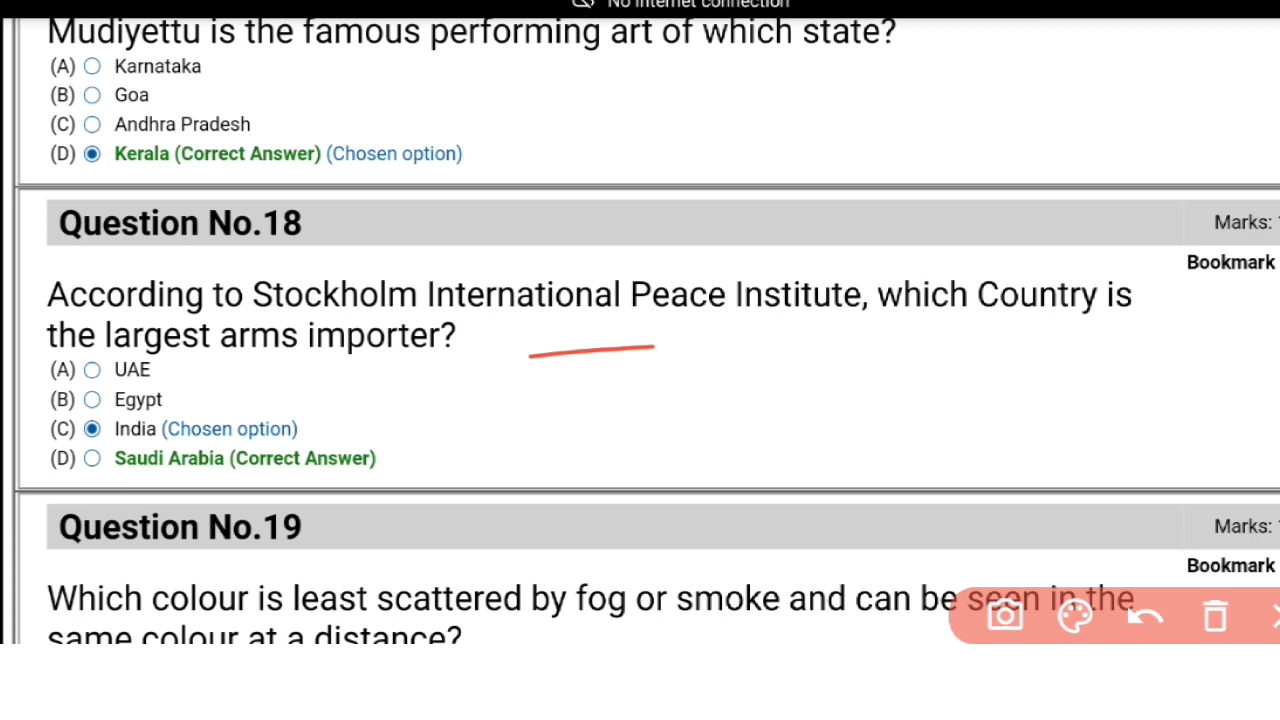 No internet connection
Mudiyettu is the famous performing art of which state?
(A) Karnataka
(B) Goa
(C) Andhra Pradesh
(D) Kerala (Correct Answer) (Chosen option)
Question No.18
Marks:
Bookmark
According to Stockholm International Peace Institute, which Country is
the largest arms importer?
(A) UAE
(B) Egypt
(C) India (Chosen option)
(D) Saudi Arabia (Correct Answer)
Question No.19
Marks:
Bookmark
Which colour is least scattered by fog or smoke and can be seen in the
same colour at a distance?